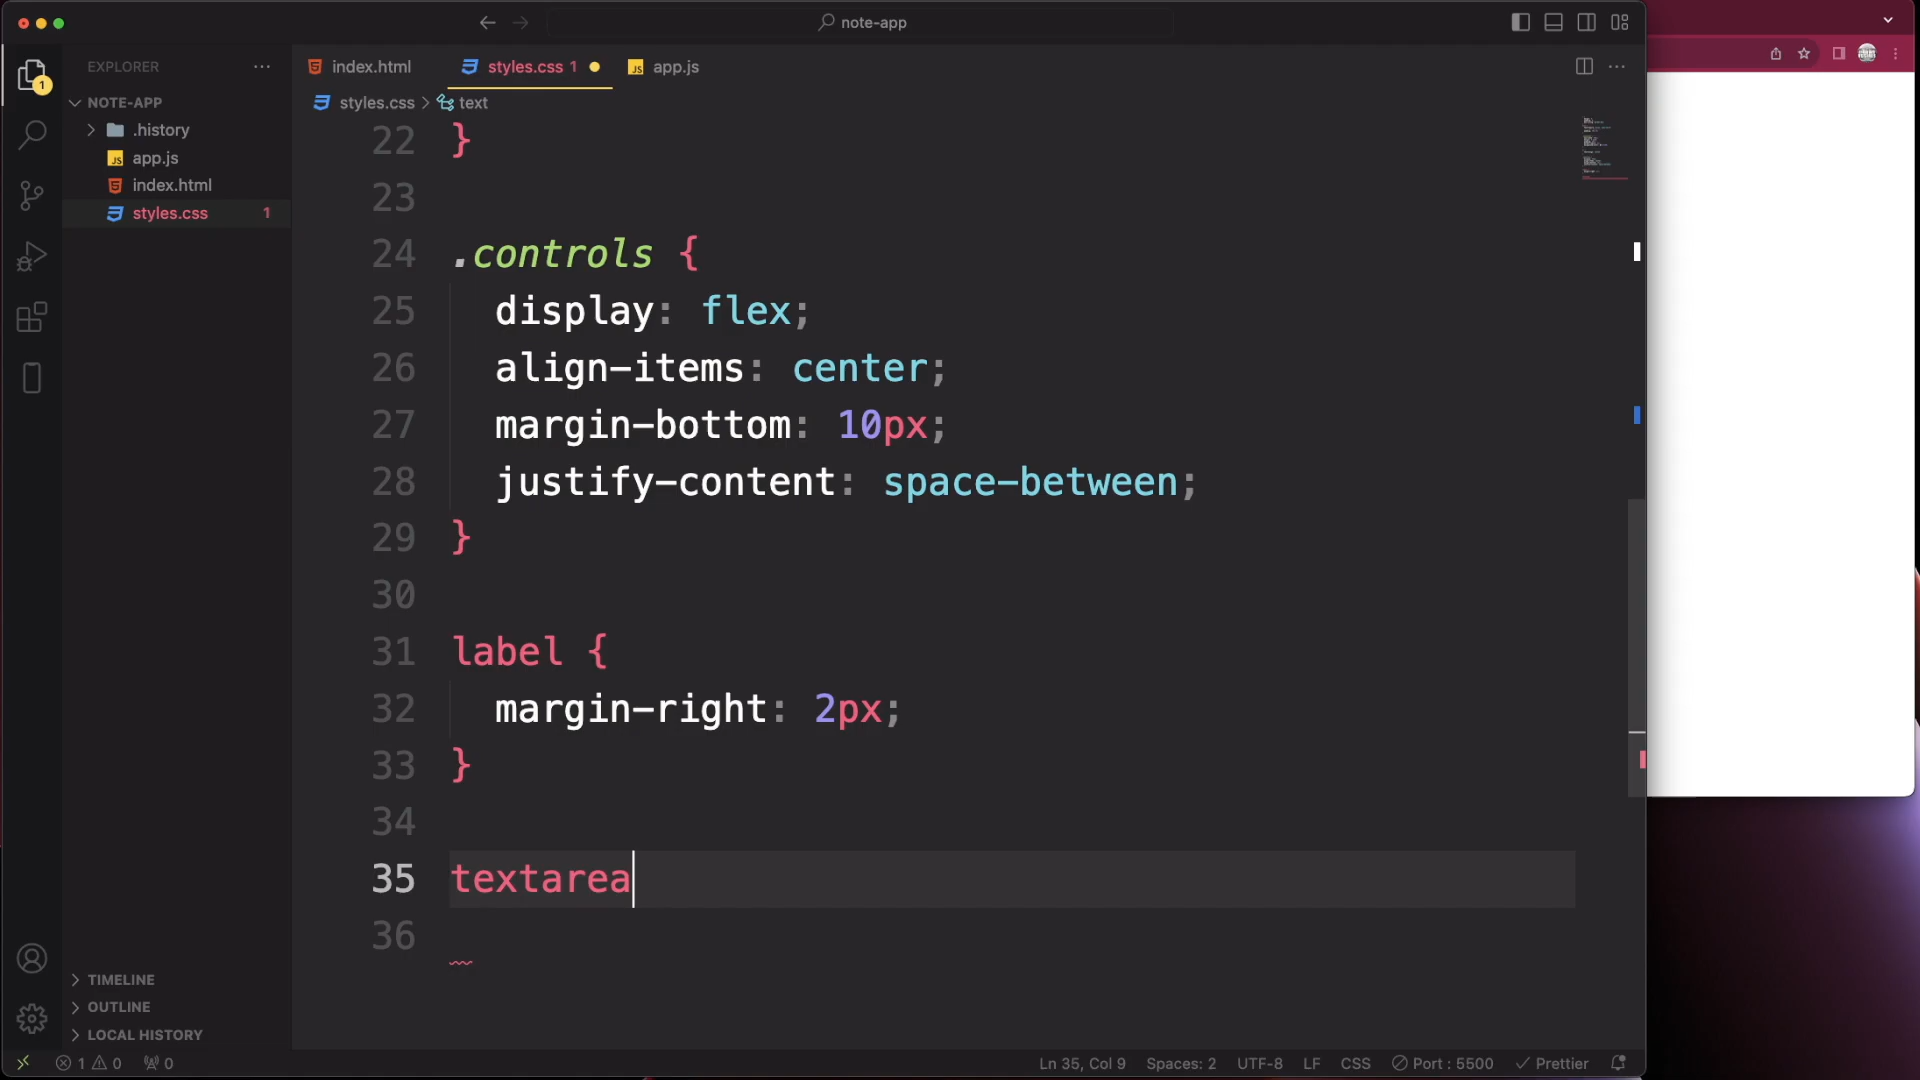 note-app
EXPLORER
index.html
styles.css 1
app.js
NOTE-APP
styles.css > text
.history
app.js
index.html
styles.css 1
1
22 }
23
24 .controls {
25 display: flex;
26 align-items: center;
27 margin-bottom: 10px;
28 justify-content: space-between;
29 }
30
31 label {
32 margin-right: 2px;
33 }
34
35 textarea
36
TIMELINE
OUTLINE
LOCAL HISTORY
1 0 0
Ln 35, Col 9 Spaces: 2 UTF-8 LF CSS Port : 5500 Prettier